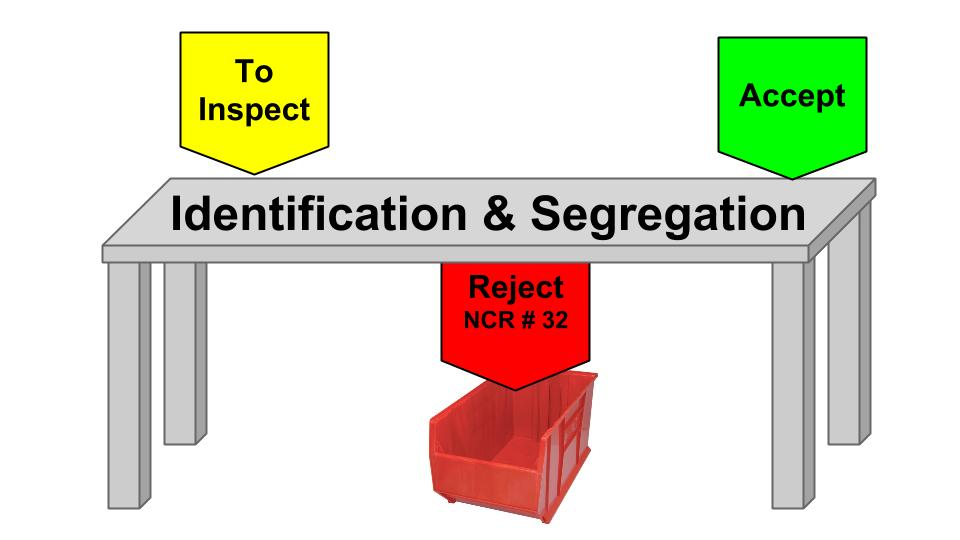 To
Inspect
Accept
Identification & Segregation
Reject
NCR # 32